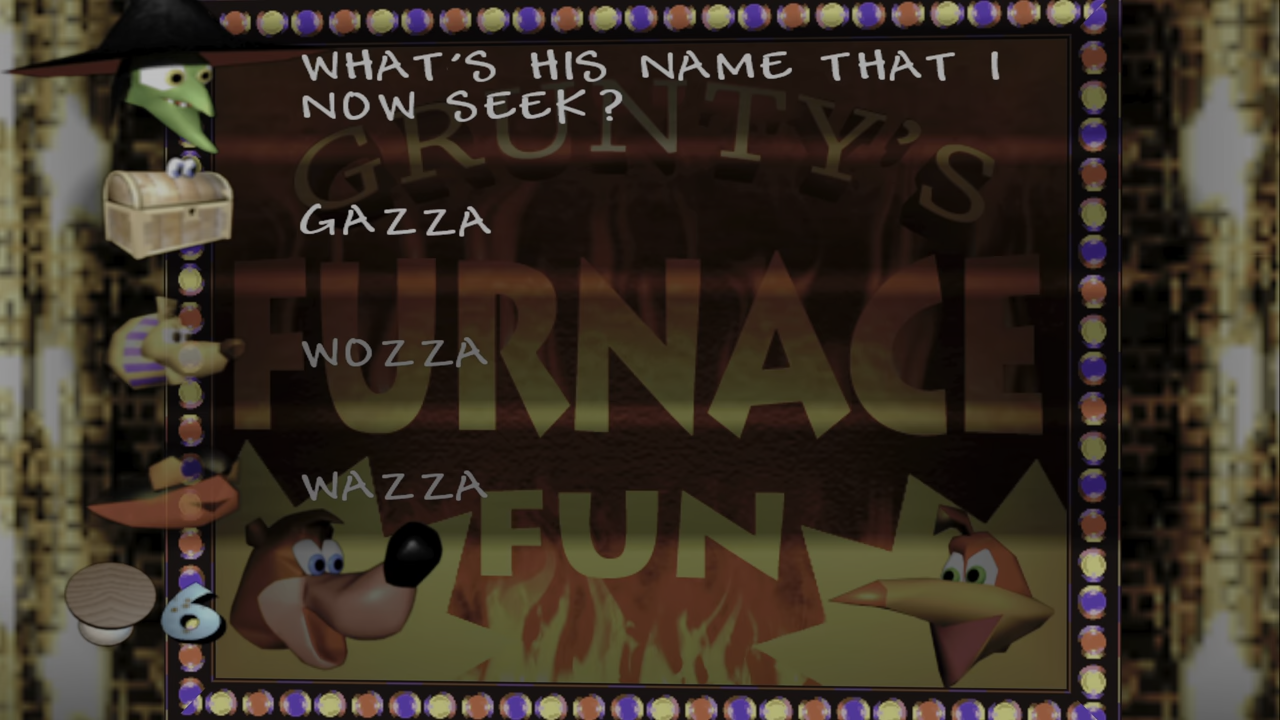 WHAT'S HIS NAME THAT I
NOW SEEK?
GRUNTY'S
GAZZA
FURNACE
WOZZA
WAZZA
FUN
6